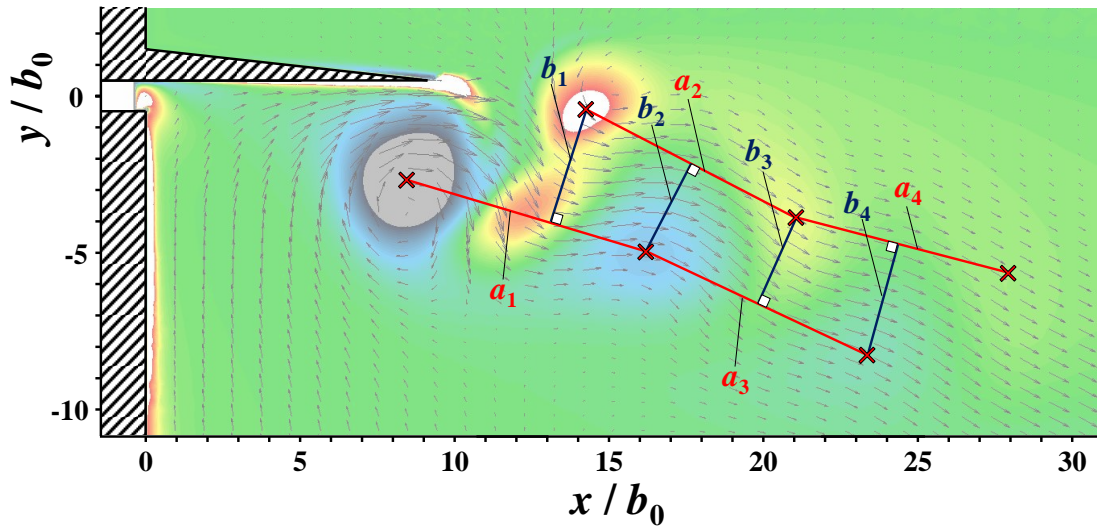 y / b₀
0
-5
-10
b₁
a₂
b₂
b₃
b₄
a₄
a₁
a₃
0 5 10 15 20 25 30
x / b₀